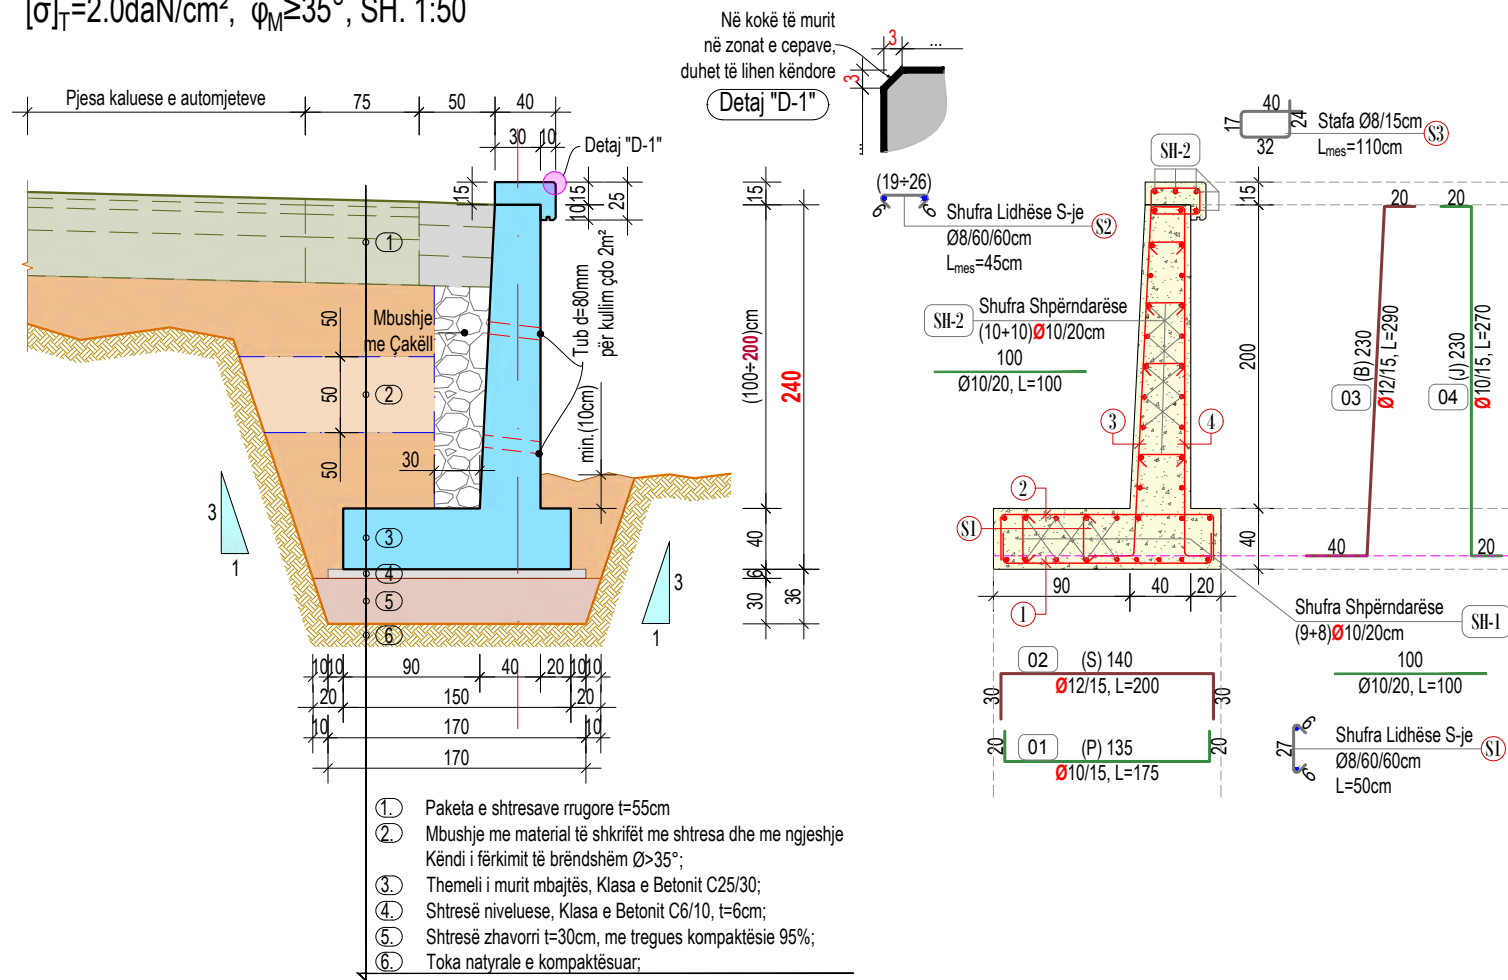 [σ]T=2.0daN/cm², φM≥35°, SH. 1:50
Në kokë të murit
në zonat e cepave,
duhet të lihen këndore
Detaj "D-1"
3
...
3
...
Pjesa kaluese e automjeteve
75
50
40
30
10
Detaj "D-1"
15
15
10
25
15
1
50
50
50
2
Mbushje
me Çakëll
30
Tub d=80mm
për kullim çdo 2m²
min.(10cm)
(100÷200)cm
240
3
1
3
1
3
4
5
6
40
6
30
36
10
10
90
40
20
10
10
20
150
20
10
170
10
170
(19÷26)
6
6
Shufra Lidhëse S-je
Ø8/60/60cm
Lmes=45cm
S2
SH-2
Shufra Shpërndarëse
(10+10)Ø10/20cm
100
Ø10/20, L=100
SH-2
40
17
24
32
Stafa Ø8/15cm
Lmes=110cm
S3
15
200
40
3
4
2
S1
1
90
40
20
20
20
03
(B) 230
Ø12/15, L=290
04
(J) 230
Ø10/15, L=270
40
20
Shufra Shpërndarëse
(9+8)Ø10/20cm
SH-1
100
Ø10/20, L=100
02
(S) 140
Ø12/15, L=200
30
30
01
(P) 135
Ø10/15, L=175
20
20
6
27
6
Shufra Lidhëse S-je
Ø8/60/60cm
L=50cm
S1
1. Paketa e shtresave rrugore t=55cm
2. Mbushje me material të shkrifët me shtresa dhe me ngjeshje
Këndi i fërkimit të brëndshëm Ø>35°;
3. Themeli i murit mbajtës, Klasa e Betonit C25/30;
4. Shtresë niveluese, Klasa e Betonit C6/10, t=6cm;
5. Shtresë zhavorri t=30cm, me tregues kompaktësie 95%;
6. Toka natyrale e kompaktësuar;